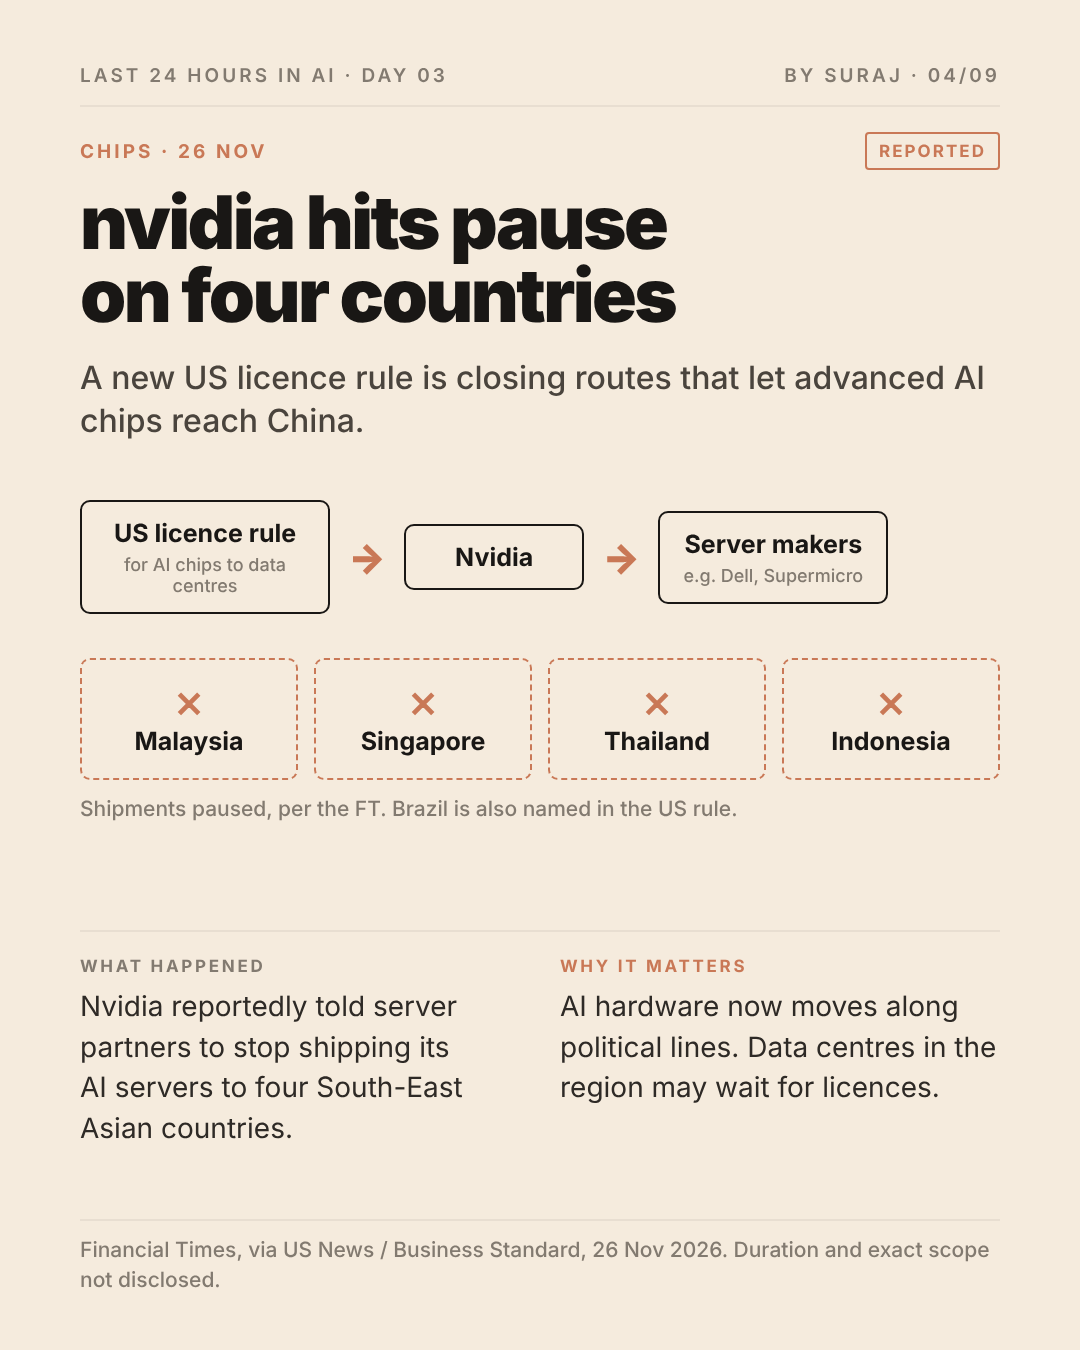 LAST 24 HOURS IN AI · DAY 03
BY SURAJ · 04/09
CHIPS · 26 NOV
REPORTED
nvidia hits pause
on four countries
A new US licence rule is closing routes that let advanced AI
chips reach China.
US licence rule
for AI chips to data
centres
→
Nvidia
→
Server makers
e.g. Dell, Supermicro
✕
Malaysia
✕
Singapore
✕
Thailand
✕
Indonesia
Shipments paused, per the FT. Brazil is also named in the US rule.
WHAT HAPPENED
Nvidia reportedly told server
partners to stop shipping its
AI servers to four South-East
Asian countries.
WHY IT MATTERS
AI hardware now moves along
political lines. Data centres in the
region may wait for licences.
Financial Times, via US News / Business Standard, 26 Nov 2026. Duration and exact scope
not disclosed.